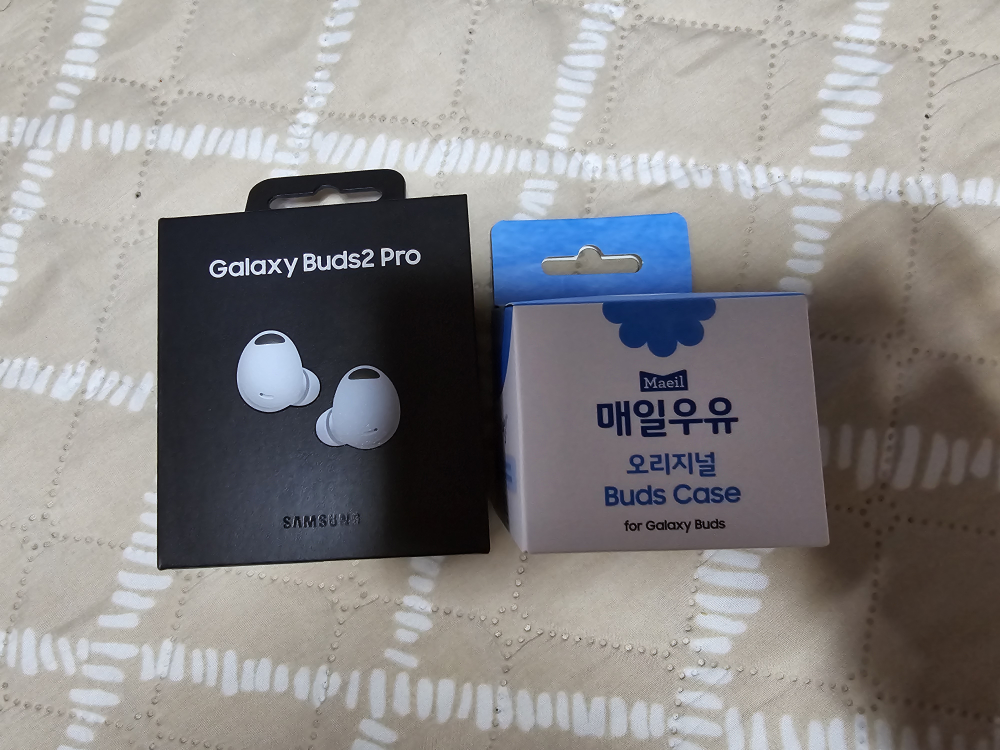 Galaxy Buds2 Pro
SAMSUNG
Maeil
매일우유
오리지널
Buds Case
for Galaxy Buds